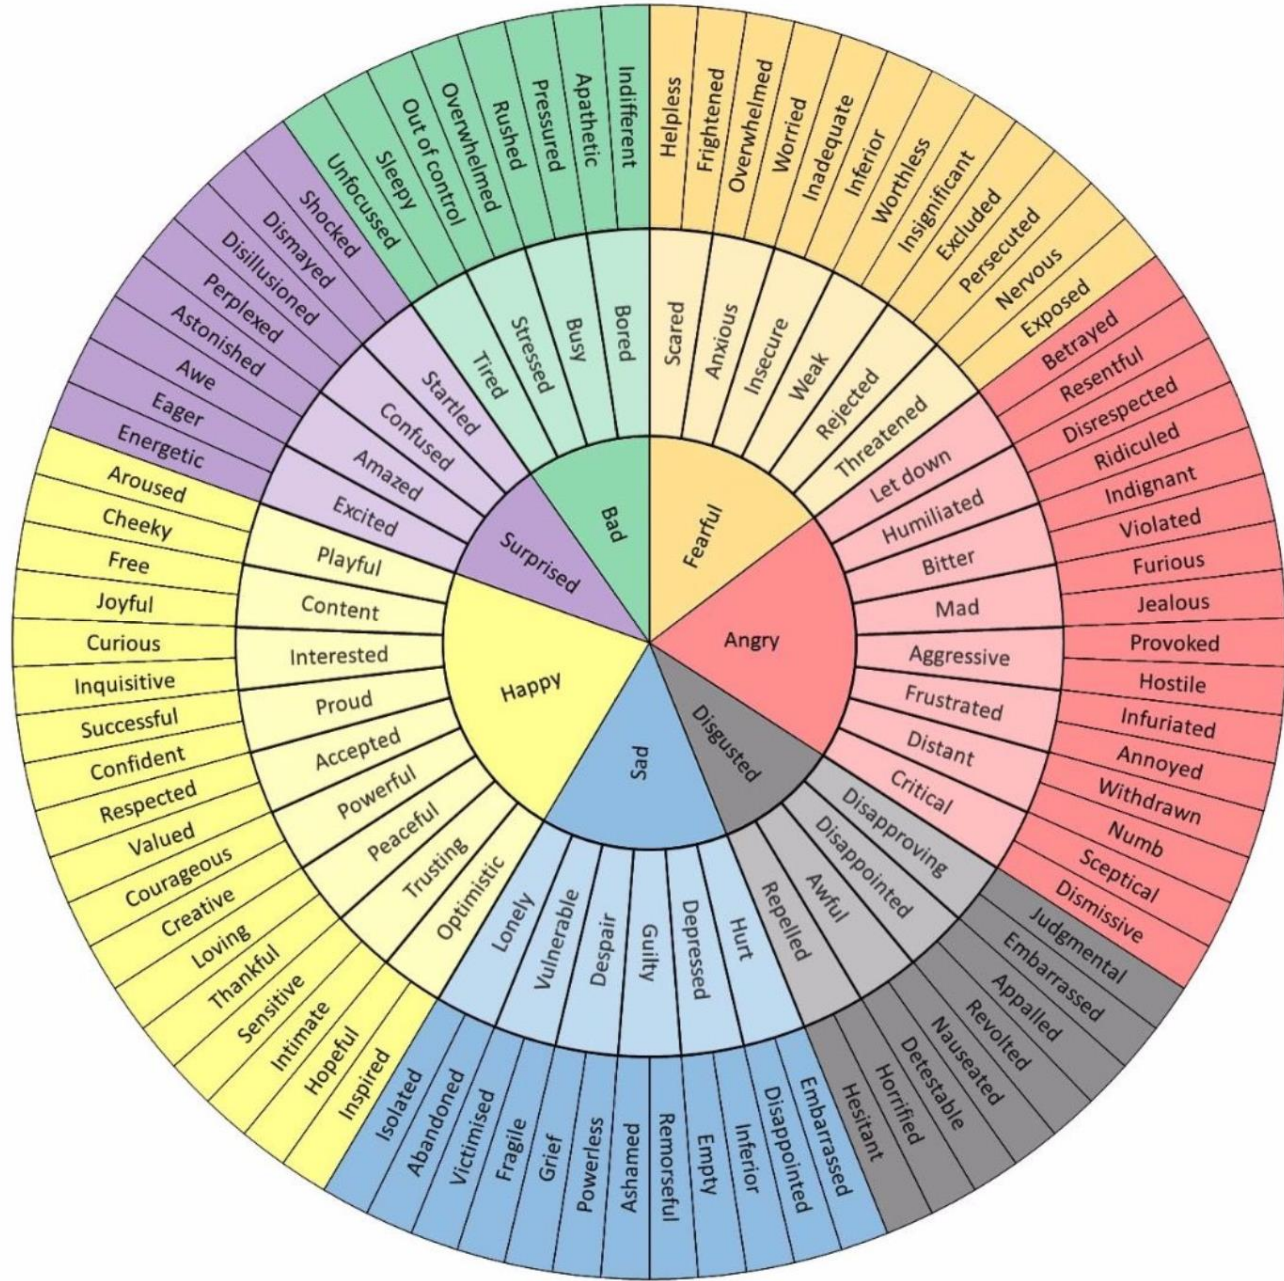 Fearful
Angry
Disgusted
Sad
Happy
Surprised
Bad
Scared
Anxious
Insecure
Weak
Rejected
Threatened
Let down
Humiliated
Bitter
Mad
Aggressive
Frustrated
Distant
Critical
Disapproving
Disappointed
Awful
Repelled
Hurt
Depressed
Guilty
Despair
Vulnerable
Lonely
Optimistic
Trusting
Peaceful
Powerful
Accepted
Proud
Interested
Content
Playful
Excited
Amazed
Confused
Startled
Tired
Stressed
Busy
Bored
Helpless
Frightened
Overwhelmed
Worried
Inadequate
Inferior
Worthless
Insignificant
Excluded
Persecuted
Nervous
Exposed
Betrayed
Resentful
Disrespected
Ridiculed
Indignant
Violated
Furious
Jealous
Provoked
Hostile
Infuriated
Annoyed
Withdrawn
Numb
Sceptical
Dismissive
Judgmental
Embarrassed
Appalled
Revolted
Nauseated
Detestable
Horrified
Hesitant
Embarrassed
Disappointed
Inferior
Empty
Remorseful
Ashamed
Powerless
Grief
Fragile
Victimised
Abandoned
Isolated
Inspired
Hopeful
Intimate
Sensitive
Thankful
Loving
Creative
Courageous
Valued
Respected
Confident
Successful
Inquisitive
Curious
Joyful
Free
Cheeky
Aroused
Energetic
Eager
Awe
Astonished
Perplexed
Disillusioned
Dismayed
Shocked
Unfocussed
Sleepy
Out of control
Overwhelmed
Rushed
Pressured
Apathetic
Indifferent